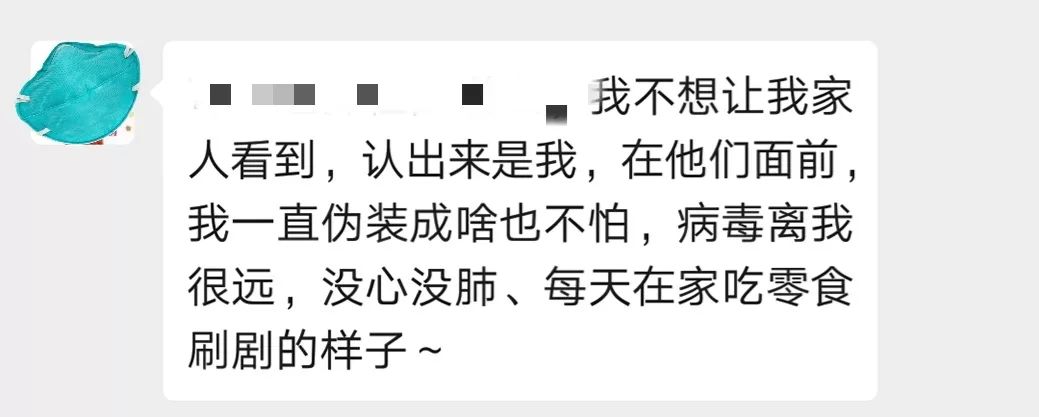 我不想让我家
人看到，认出来是我，在他们面前，
我一直伪装成啥也不怕，病毒离我
很远，没心没肺、每天在家吃零食
刷剧的样子～